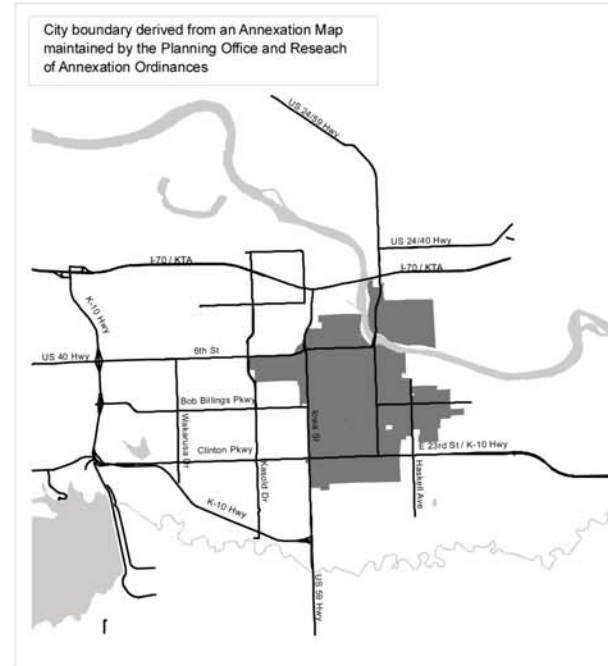 City boundary derived from an Annexation Map
maintained by the Planning Office and Reseach
of Annexation Ordinances
US 24/59 Hwy
US 24/40 Hwy
I-70 / KTA
I-70 / KTA
K-10 Hwy
US 40 Hwy
6th St
Bob Billings Pkwy
Wakarusa Dr
Iowa St
Clinton Pkwy
Kasold Dr
E 23rd St / K-10 Hwy
Haskell Ave
K-10 Hwy
US 59 Hwy